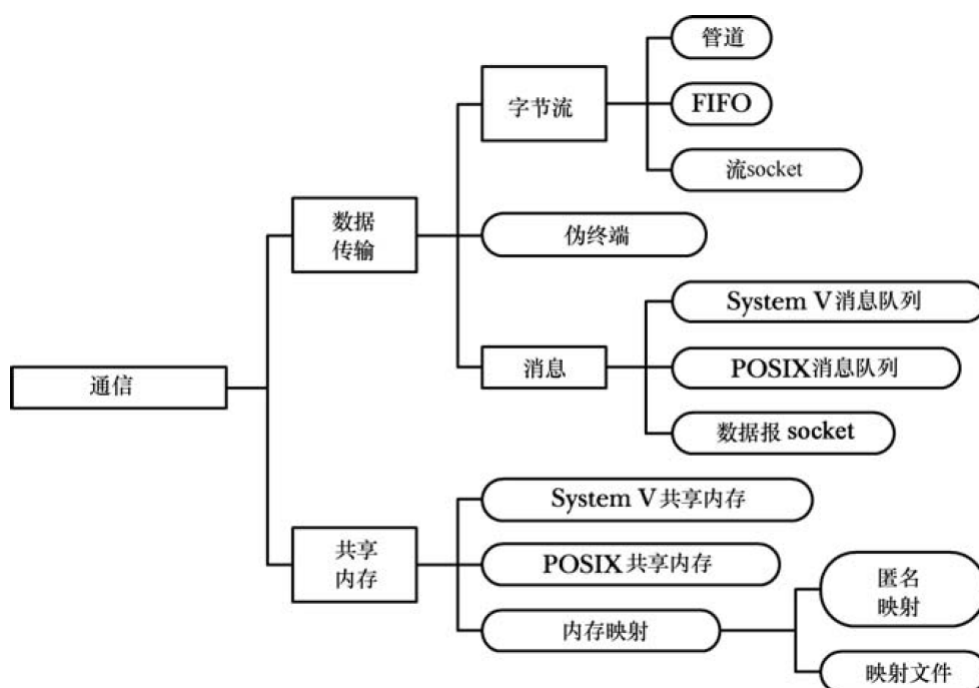 管道
字节流
FIFO
流socket
数据
传输
伪终端
System V消息队列
消息
POSIX消息队列
通信
数据报 socket
System V共享内存
共享
内存
POSIX共享内存
匿名
映射
内存映射
映射文件